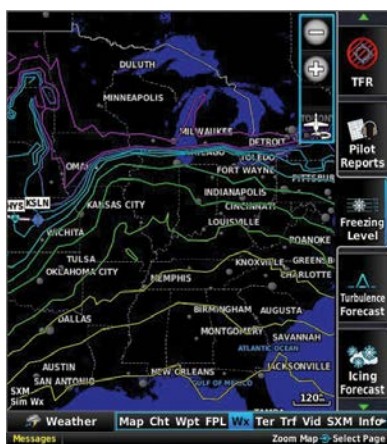 DULUTH
MINNEAPOLIS
TFR
MILWAUKEE
DETROIT
Pilot
Reports
CHICAGO
TOLEDO
OMAHA
FORT WAYNE
PITTSBUR
HYS KSLN
INDIANAPOLIS
KANSAS CITY
CINCINNATI
LOUISVILLE
Freezing
Level
WICHITA
ROANOKE
TULSA
KNOXVILLE
GREENSB
OKLAHOMA CITY
CHARLOTTE
MEMPHIS
Turbulence
Forecast
BIRMINGHAM
AUGUSTA
DALLAS
MONTGOMERY
SAVANNAH
ATLANTIC OCEAN
AUSTIN
NEW ORLEANS
JACKSONVILLE
SAN ANTONIO
GULF OF MEXICO
Icing
Forecast
SXM
Sim Wx
120
Weather
Map Cht Wpt FPL Wx Ter Trf Vid SXM Info
Messages
Zoom Map Select Page